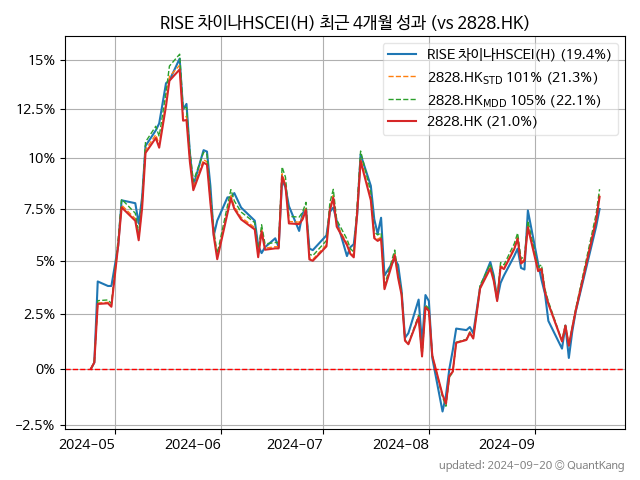 RISE 차이나HSCEI(H) 최근 4개월 성과 (vs 2828.HK)
RISE 차이나HSCEI(H) (19.4%)
2828.HK_STD 101% (21.3%)
2828.HK_MDD 105% (22.1%)
2828.HK (21.0%)
15%
12.5%
10%
7.5%
5%
2.5%
0%
−2.5%
2024−05
2024−06
2024−07
2024−08
2024−09
updated: 2024-09-20 © QuantKang